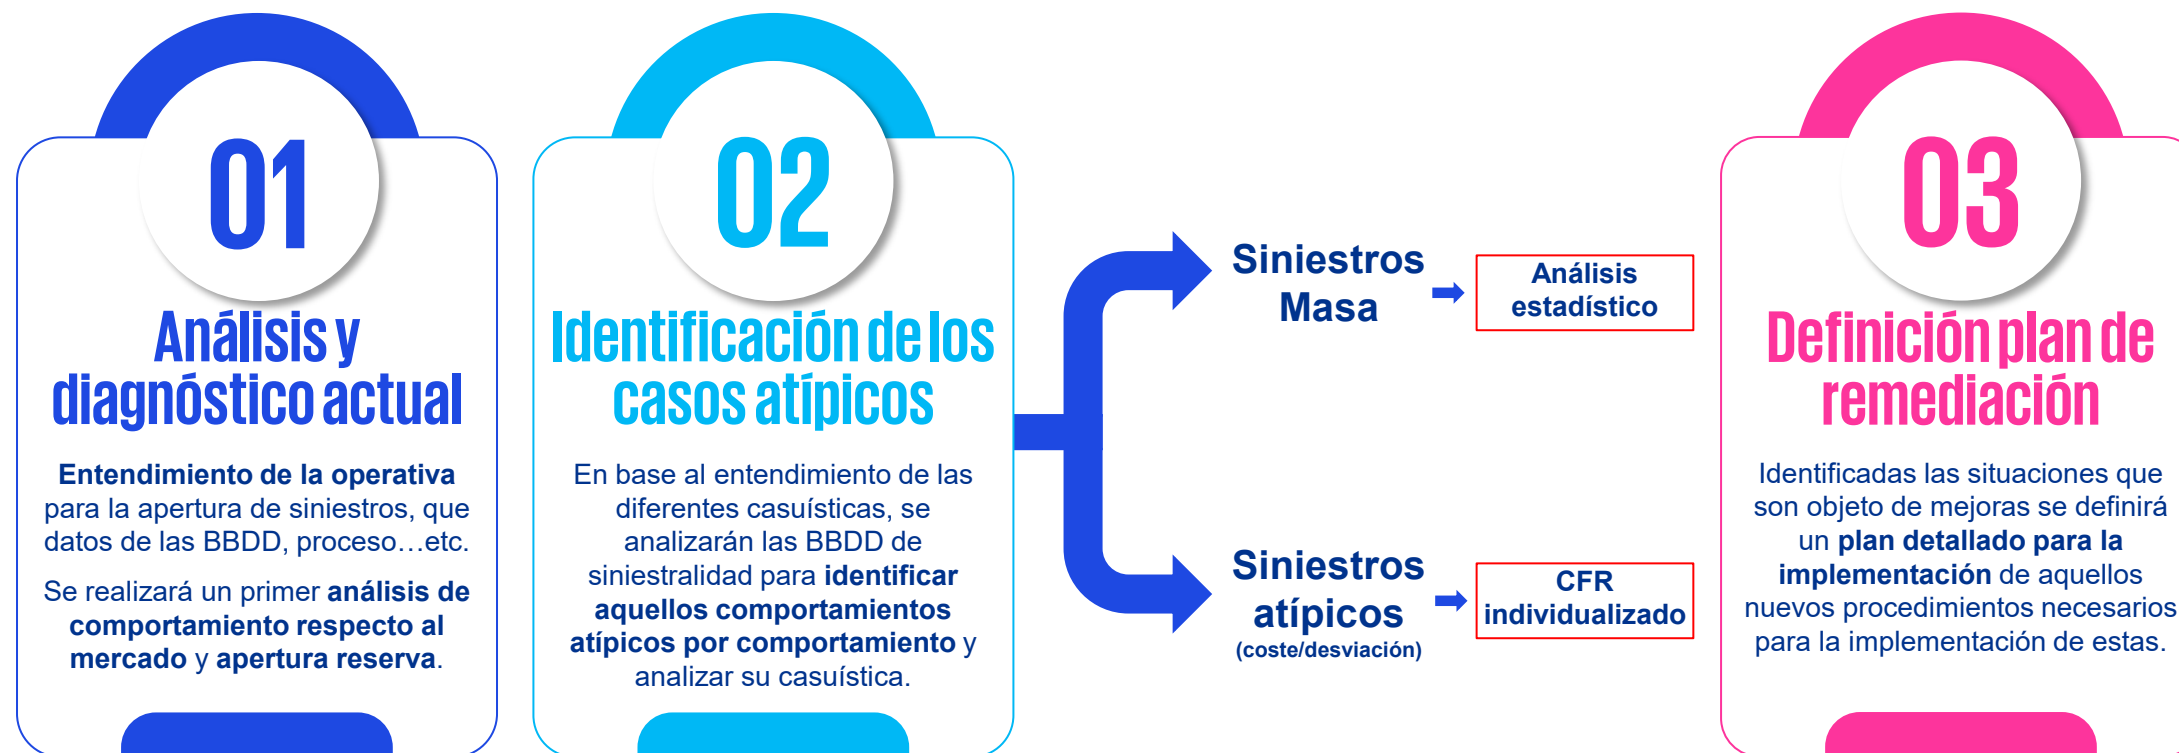 01
Análisis y
diagnóstico actual
Entendimiento de la operativa
para la apertura de siniestros, que
datos de las BBDD, proceso…etc.
Se realizará un primer análisis de
comportamiento respecto al
mercado y apertura reserva.
02
Identificación de los
casos atípicos
En base al entendimiento de las
diferentes casuísticas, se
analizarán las BBDD de
siniestralidad para identificar
aquellos comportamientos
atípicos por comportamiento y
analizar su casuística.
Siniestros
Masa
Análisis
estadístico
Siniestros
atípicos
(coste/desviación)
CFR
individualizado
03
Definición plan de
remediación
Identificadas las situaciones que
son objeto de mejoras se definirá
un plan detallado para la
implementación de aquellos
nuevos procedimientos necesarios
para la implementación de estas.